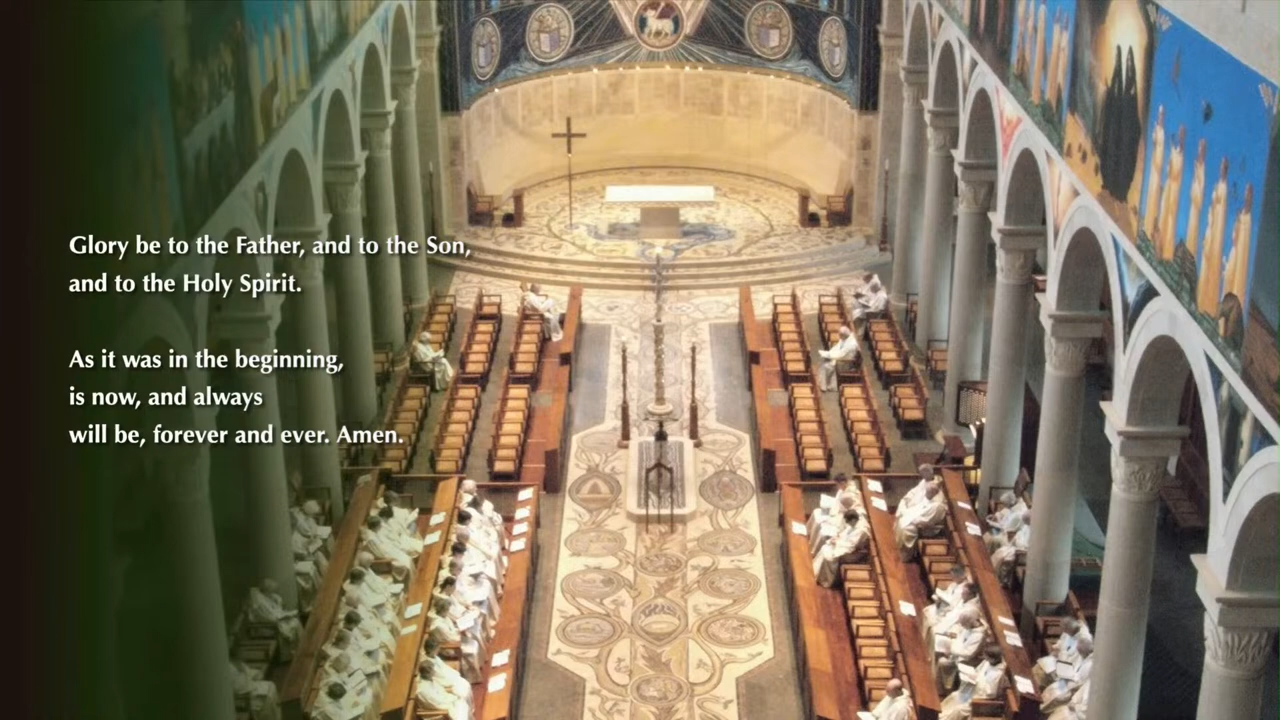 Glory be to the Father, and to the Son,
and to the Holy Spirit.
As it was in the beginning,
is now, and always
will be, forever and ever. Amen.